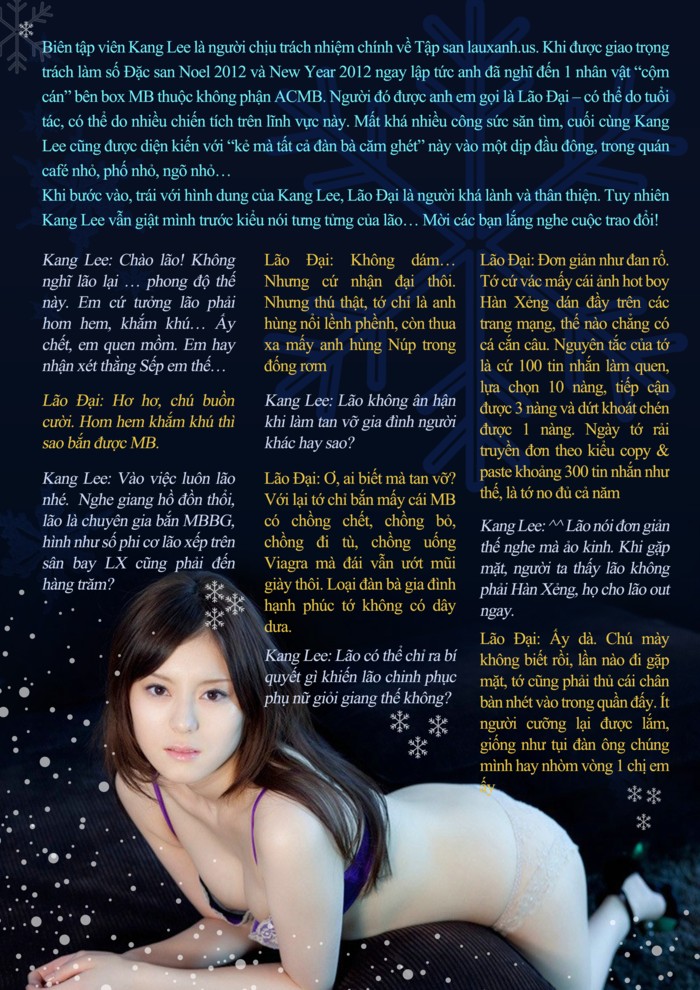 Biên tập viên Kang Lee là người chịu trách nhiệm chính về Tập san lauxanh.us. Khi được giao trọng
trách làm số Đặc san Noel 2012 và New Year 2012 ngay lập tức anh đã nghĩ đến 1 nhân vật “cộm
cán” bên box MB thuộc không phận ACMB. Người đó được anh em gọi là Lão Đại – có thể do tuổi
tác, có thể do nhiều chiến tích trên lĩnh vực này. Mất khá nhiều công sức săn tìm, cuối cùng Kang
Lee cũng được diện kiến với “kẻ mà tất cả đàn bà căm ghét” này vào một dịp đầu đông, trong quán
café nhỏ, phố nhỏ, ngõ nhỏ…
Khi bước vào, trái với hình dung của Kang Lee, Lão Đại là người khá lành và thân thiện. Tuy nhiên
Kang Lee vẫn giật mình trước kiểu nói tưng tửng của lão… Mời các bạn lắng nghe cuộc trao đổi!
Kang Lee: Chào lão! Không
nghĩ lão lại … phong độ thế
này. Em cứ tưởng lão phải
hom hem, khắm khú… Ấy
chết, em quen mồm. Em hay
nhận xét thằng Sếp em thế…
Lão Đại: Hơ hơ, chú buồn
cười. Hom hem khắm khú thì
sao bắn được MB.
Kang Lee: Vào việc luôn lão
nhé. Nghe giang hồ đồn thổi,
lão là chuyên gia bắn MBBG,
hình như số phi cơ lão xếp trên
sân bay LX cũng phải đến
hàng trăm?
Lão Đại: Không dám…
Nhưng cứ nhận đại thôi.
Nhưng thú thật, tớ chỉ là anh
hùng nổi lềnh phềnh, còn thua
xa mấy anh hùng Núp trong
đống rơm
Kang Lee: Lão không ân hận
khi làm tan vỡ gia đình người
khác hay sao?
Lão Đại: Ơ, ai biết mà tan vỡ?
Với lại tớ chỉ bắn mấy cái MB
có chồng chết, chồng bỏ,
chồng đi tù, chồng uống
Viagra mà đái vẫn ướt mũi
giày thôi. Loại đàn bà gia đình
hạnh phúc tớ không có dây
dưa.
Kang Lee: Lão có thể chỉ ra bí
quyết gì khiến lão chinh phục
phụ nữ giỏi giang thế không?
Lão Đại: Đơn giản như đan rổ.
Tớ cứ vác mấy cái ảnh hot boy
Hàn Xẻng dán đầy trên các
trang mạng, thế nào chẳng có
cá cắn câu. Nguyên tắc của tớ
là cứ 100 tin nhắn làm quen,
lựa chọn 10 nàng, tiếp cận
được 3 nàng và dứt khoát chén
được 1 nàng. Ngày tớ rải
truyền đơn theo kiểu copy &
paste khoảng 300 tin nhắn như
thế, là tớ no đủ cả năm
Kang Lee: ^^ Lão nói đơn giản
thế nghe mà ảo kinh. Khi gặp
mặt, người ta thấy lão không
phải Hàn Xẻng, họ cho lão out
ngay.
Lão Đại: Ấy dà. Chú mày
không biết rồi, lần nào đi gặp
mặt, tớ cũng phải thủ cái chân
bàn nhét vào trong quần đấy. Ít
người cưỡng lại được lắm,
giống như tụi đàn ông chúng
mình hay nhòm vòng 1 chị em
ấy.